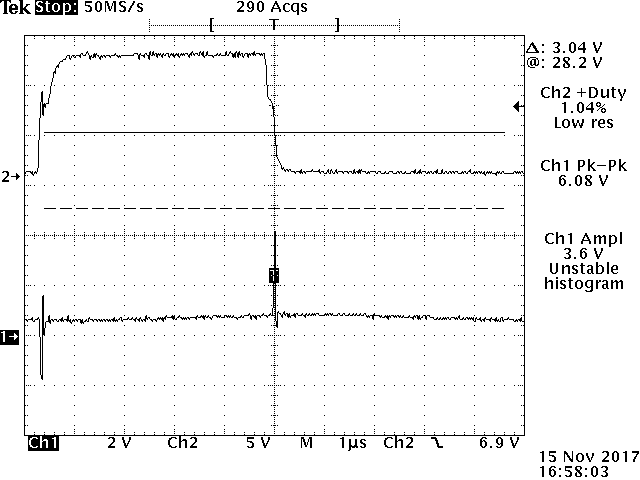 Tek Stop: 50MS/s 290 Acqs
[ T ]
Δ: 3.04 V
@: 28.2 V
Ch2 +Duty
1.04%
Low res
2→
Ch1 Pk−Pk
6.08 V
Ch1 Ampl
3.6 V
Unstable
histogram
T
1→
Ch1 2 V Ch2 5 V M 1µs Ch2 6.9 V
15 Nov 2017
16:58:03